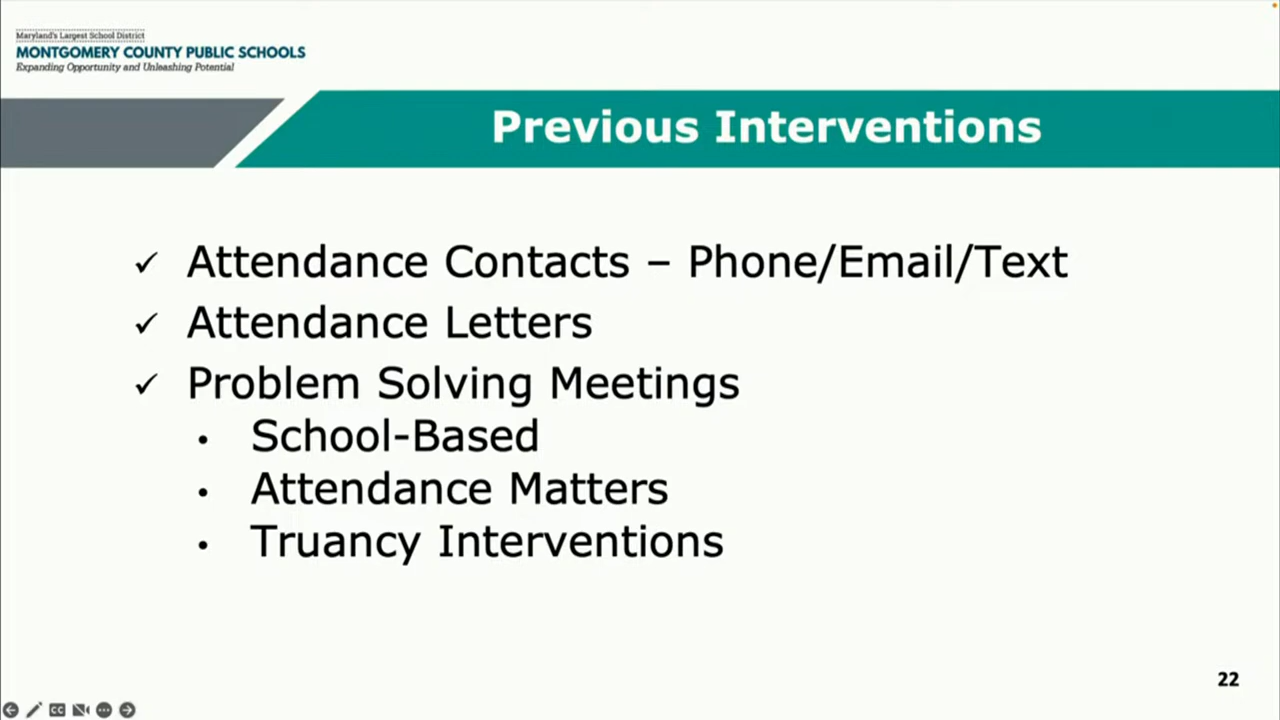 Maryland's Largest School District
MONTGOMERY COUNTY PUBLIC SCHOOLS
Expanding Opportunity and Unleashing Potential
Previous Interventions
✓ Attendance Contacts – Phone/Email/Text
✓ Attendance Letters
✓ Problem Solving Meetings
• School-Based
• Attendance Matters
• Truancy Interventions
22
CC